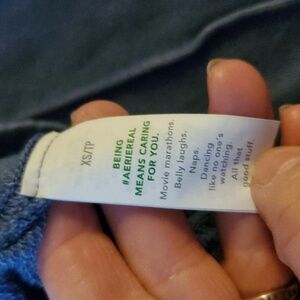 XS/TP
BEING
#AERIEREAL
MEANS CARING
FOR YOU.
Movie marathons.
Belly laughs.
Naps.
Dancing
like no one's
watching.
All that
good stuff.